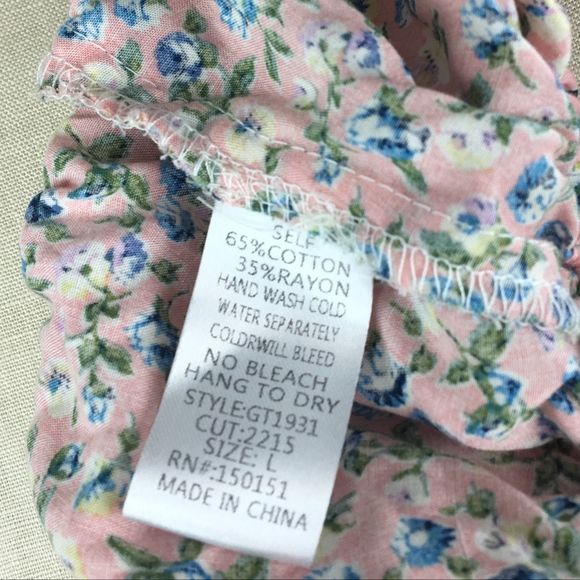 SELF
65%COTTON
35%RAYON
HAND WASH COLD
WATER SEPARATELY
COLORWILL BLEED
NO BLEACH
HANG TO DRY
STYLE:GT1931
CUT:2215
SIZE: L
RN#:150151
MADE IN CHINA